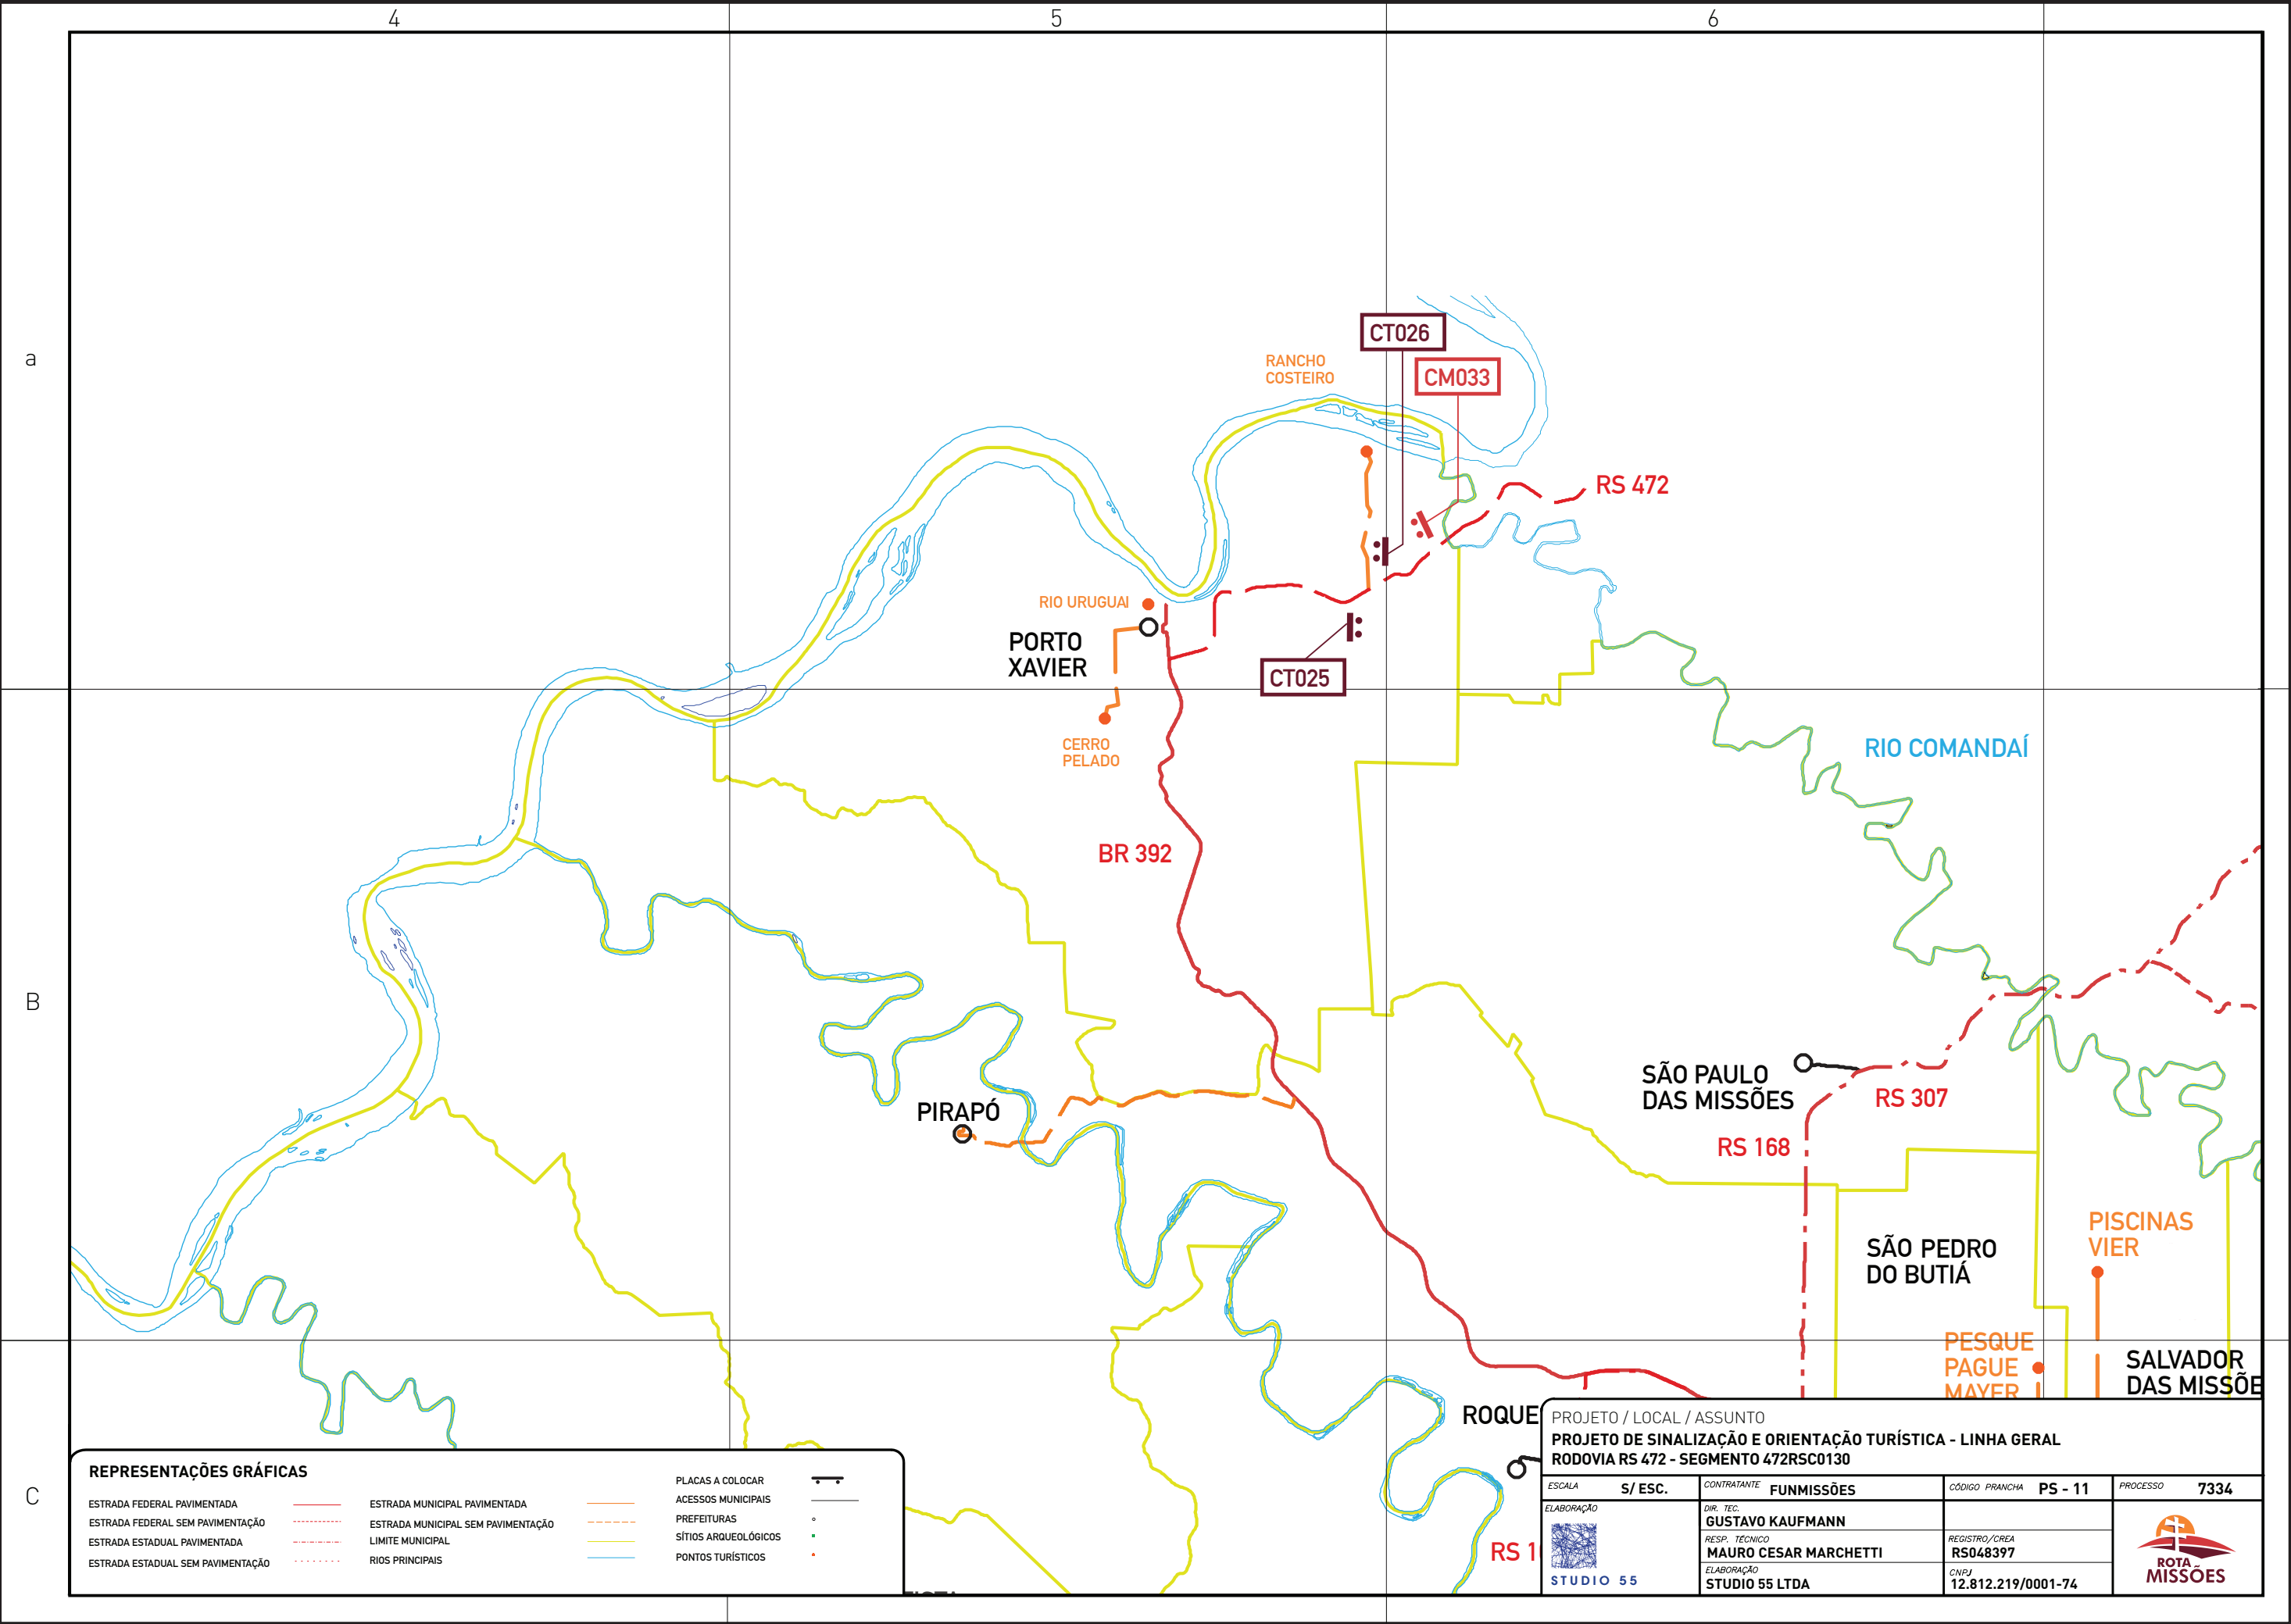 4
5
6
a
B
C
CT026
CM033
RANCHO
COSTEIRO
RS 472
RIO URUGUAI
PORTO
XAVIER
CT025
CERRO
PELADO
RIO COMANDAÍ
BR 392
SÃO PAULO
DAS MISSÕES
RS 307
PIRAPÓ
RS 168
PISCINAS
VIER
SÃO PEDRO
DO BUTIÁ
PESQUE
PAGUE
MAYER
SALVADOR
DAS MISSÕE
ROQUE
RS 1
REPRESENTAÇÕES GRÁFICAS
ESTRADA FEDERAL PAVIMENTADA
ESTRADA FEDERAL SEM PAVIMENTAÇÃO
ESTRADA ESTADUAL PAVIMENTADA
ESTRADA ESTADUAL SEM PAVIMENTAÇÃO
ESTRADA MUNICIPAL PAVIMENTADA
ESTRADA MUNICIPAL SEM PAVIMENTAÇÃO
LIMITE MUNICIPAL
RIOS PRINCIPAIS
PLACAS A COLOCAR
ACESSOS MUNICIPAIS
PREFEITURAS
SÍTIOS ARQUEOLÓGICOS
PONTOS TURÍSTICOS
PROJETO / LOCAL / ASSUNTO
PROJETO DE SINALIZAÇÃO E ORIENTAÇÃO TURÍSTICA - LINHA GERAL
RODOVIA RS 472 - SEGMENTO 472RSC0130
ESCALA S/ ESC.
CONTRATANTE FUNMISSÕES
CÓDIGO PRANCHA PS - 11
PROCESSO 7334
ELABORAÇÃO
STUDIO 55
DIR. TEC.
GUSTAVO KAUFMANN
RESP. TÉCNICO
MAURO CESAR MARCHETTI
REGISTRO/CREA
RS048397
ELABORAÇÃO
STUDIO 55 LTDA
CNPJ
12.812.219/0001-74
ROTA
MISSÕES